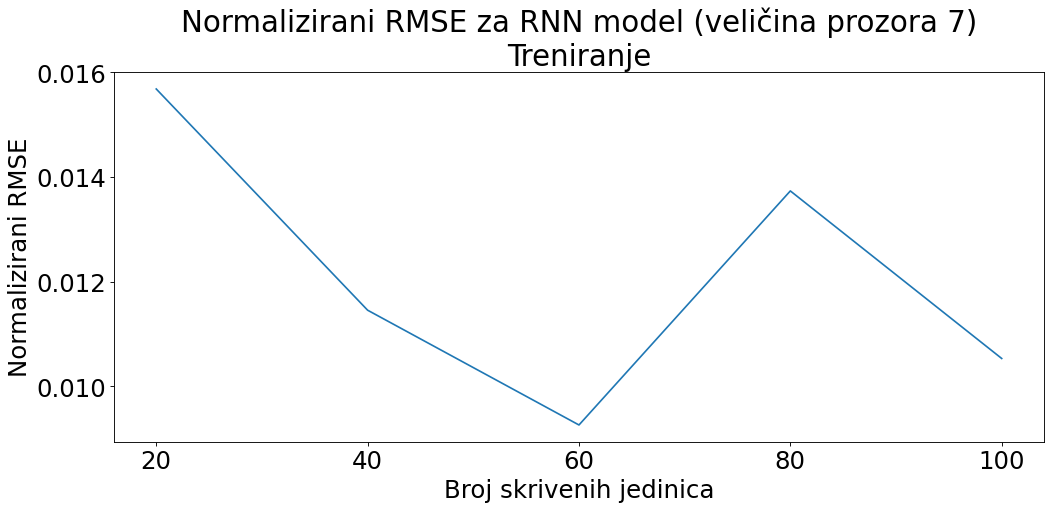 Normalizirani RMSE za RNN model (veličina prozora 7)
Treniranje
Normalizirani RMSE
0.016
0.014
0.012
0.010
20 40 60 80 100
Broj skrivenih jedinica